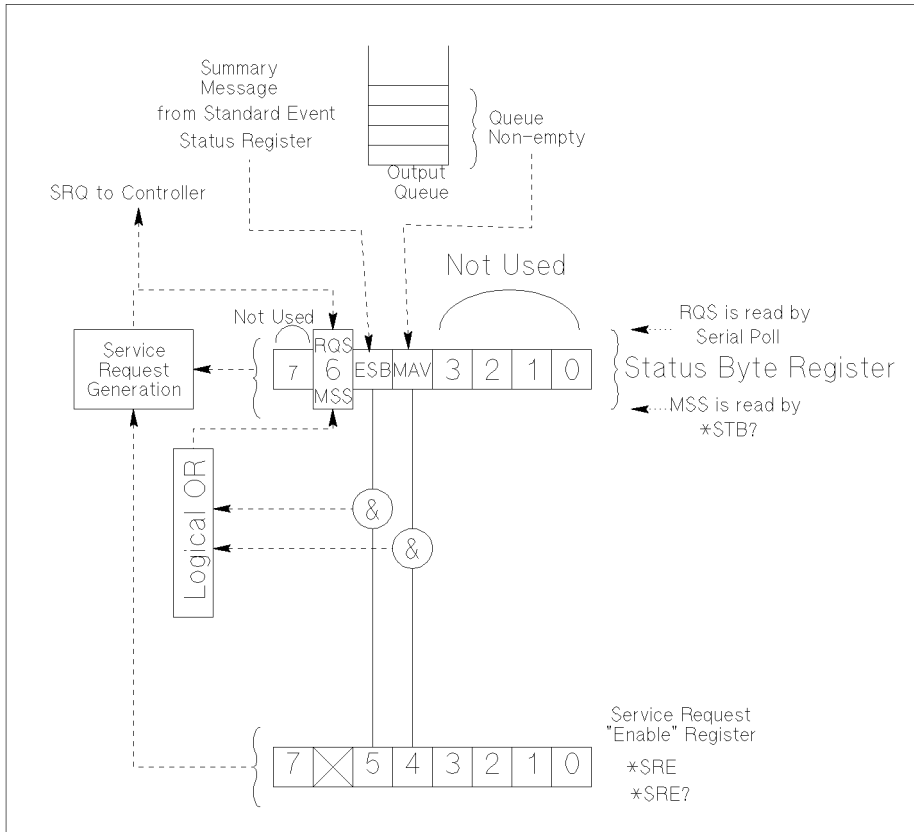 Summary
Message
from Standard Event
Status Register
Queue
Non-empty
Output
Queue
SRQ to Controller
Not Used
Not Used
RQS is read by
Serial Poll
Service
Request
Generation
7
RQS
6
MSS
ESB
MAV
3
2
1
0
Status Byte Register
MSS is read by
*STB?
Logical OR
&
&
Service Request
"Enable" Register
7
5
4
3
2
1
0
*SRE
*SRE?